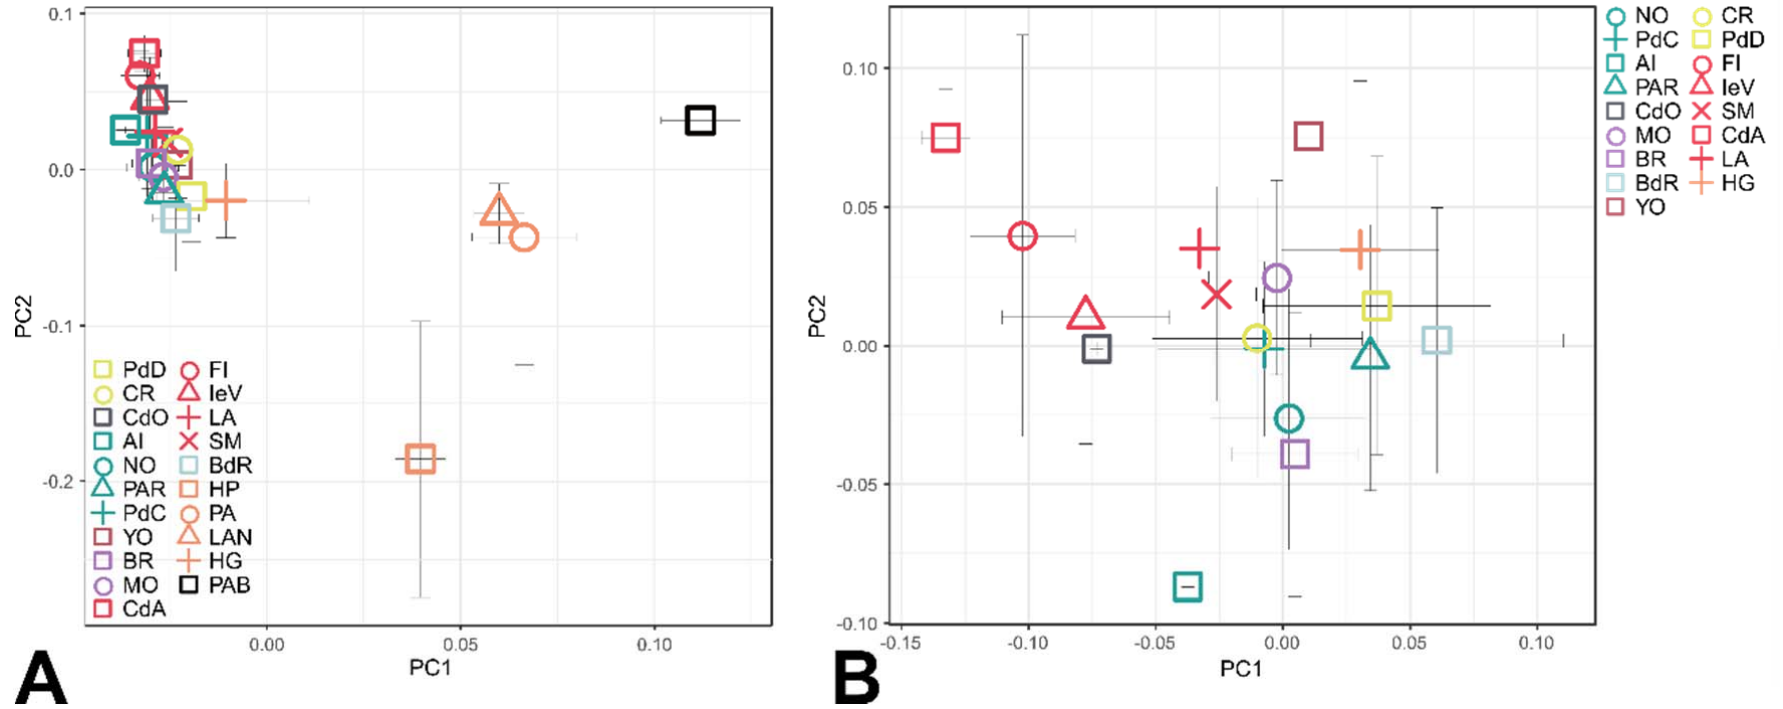 0.1
0.0
-0.1
-0.2
PC2
PdD FI
CR IeV
CdO LA
AI SM
NO BdR
PAR HP
PdC PA
YO LAN
BR HG
MO PAB
CdA
0.00 0.05 0.10
PC1
A
0.10
0.05
0.00
-0.05
-0.10
PC2
-0.15 -0.10 -0.05 0.00 0.05 0.10
PC1
B
NO CR
PdC PdD
AI FI
PAR IeV
CdO SM
MO CdA
BR LA
BdR HG
YO